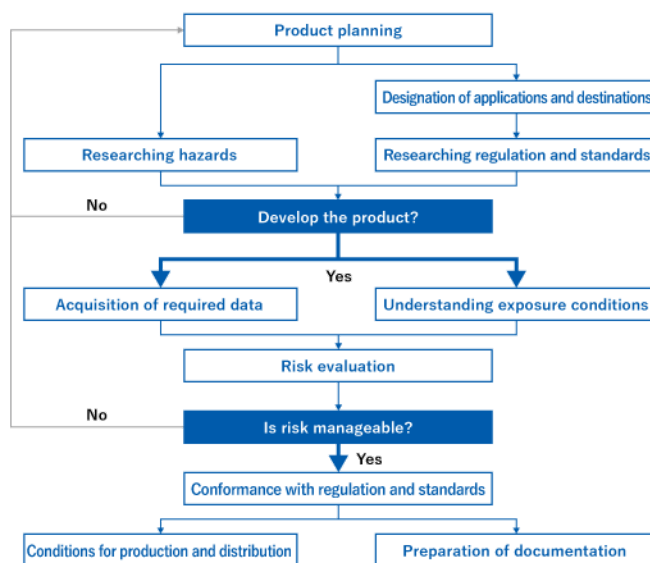 Product planning
Designation of applications and destinations
Researching hazards
Researching regulation and standards
No
Develop the product?
Yes
Acquisition of required data
Understanding exposure conditions
Risk evaluation
No
Is risk manageable?
Yes
Conformance with regulation and standards
Conditions for production and distribution
Preparation of documentation